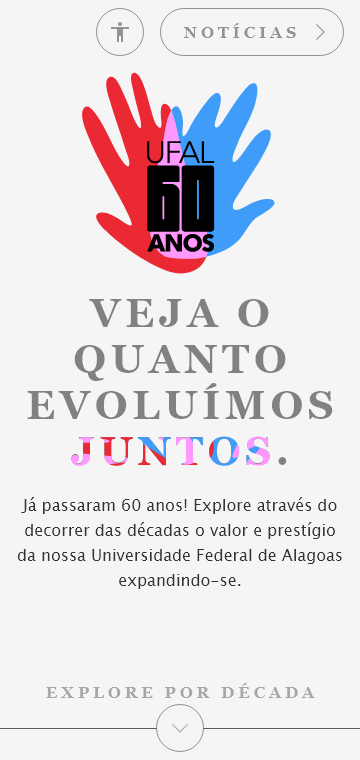 NOTÍCIAS
UFAL
60
ANOS
VEJA O
QUANTO
EVOLUÍMOS
JUNTOS.
Já passaram 60 anos! Explore através do
decorrer das décadas o valor e prestígio
da nossa Universidade Federal de Alagoas
expandindo-se.
EXPLORE POR DÉCADA